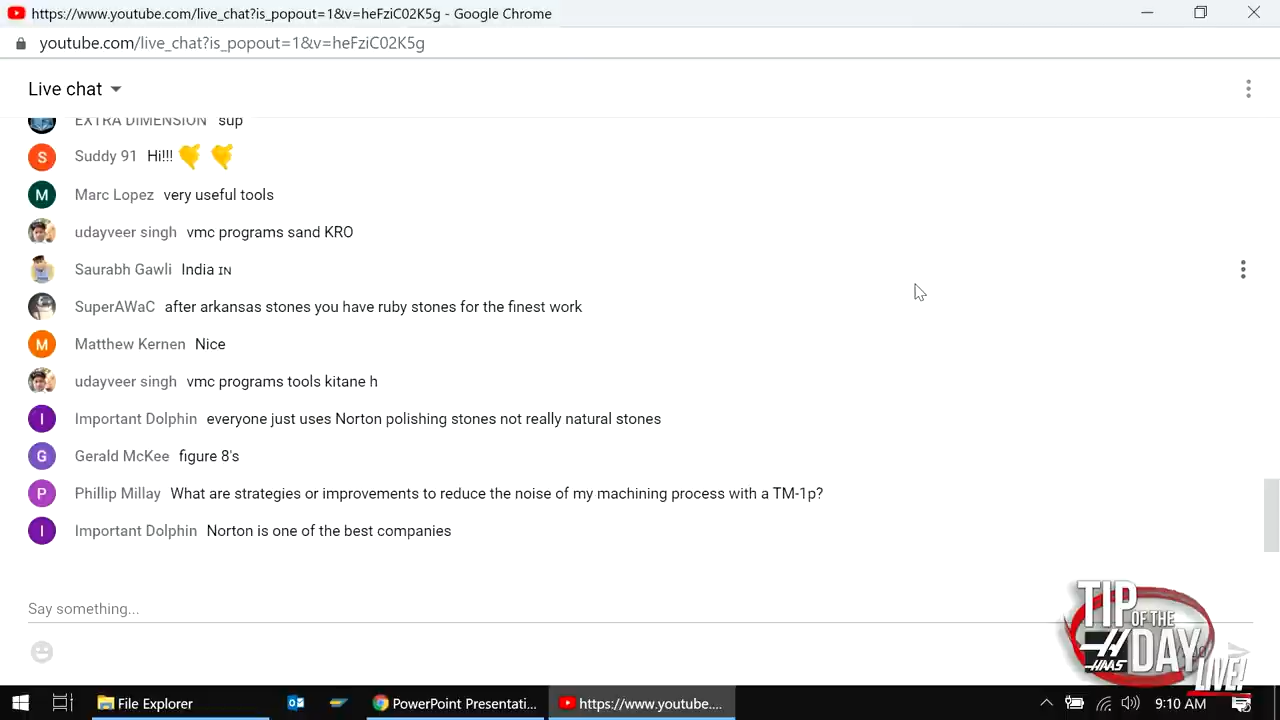 https://www.youtube.com/live_chat?is_popout=1&v=heFziC02K5g - Google Chrome
youtube.com/live_chat?is_popout=1&v=heFziC02K5g
Live chat
EXTRA DIMENSION sup
S Suddy 91 Hi!!!
M Marc Lopez very useful tools
udayveer singh vmc programs sand KRO
Saurabh Gawli India IN
SuperAWaC after arkansas stones you have ruby stones for the finest work
M Matthew Kernen Nice
udayveer singh vmc programs tools kitane h
I Important Dolphin everyone just uses Norton polishing stones not really natural stones
G Gerald McKee figure 8's
P Phillip Millay What are strategies or improvements to reduce the noise of my machining process with a TM-1p?
I Important Dolphin Norton is one of the best companies
Say something...
TIP OF THE DAY
HAAS
LIVE!
File Explorer PowerPoint Presentati... https://www.youtube.... 9:10 AM